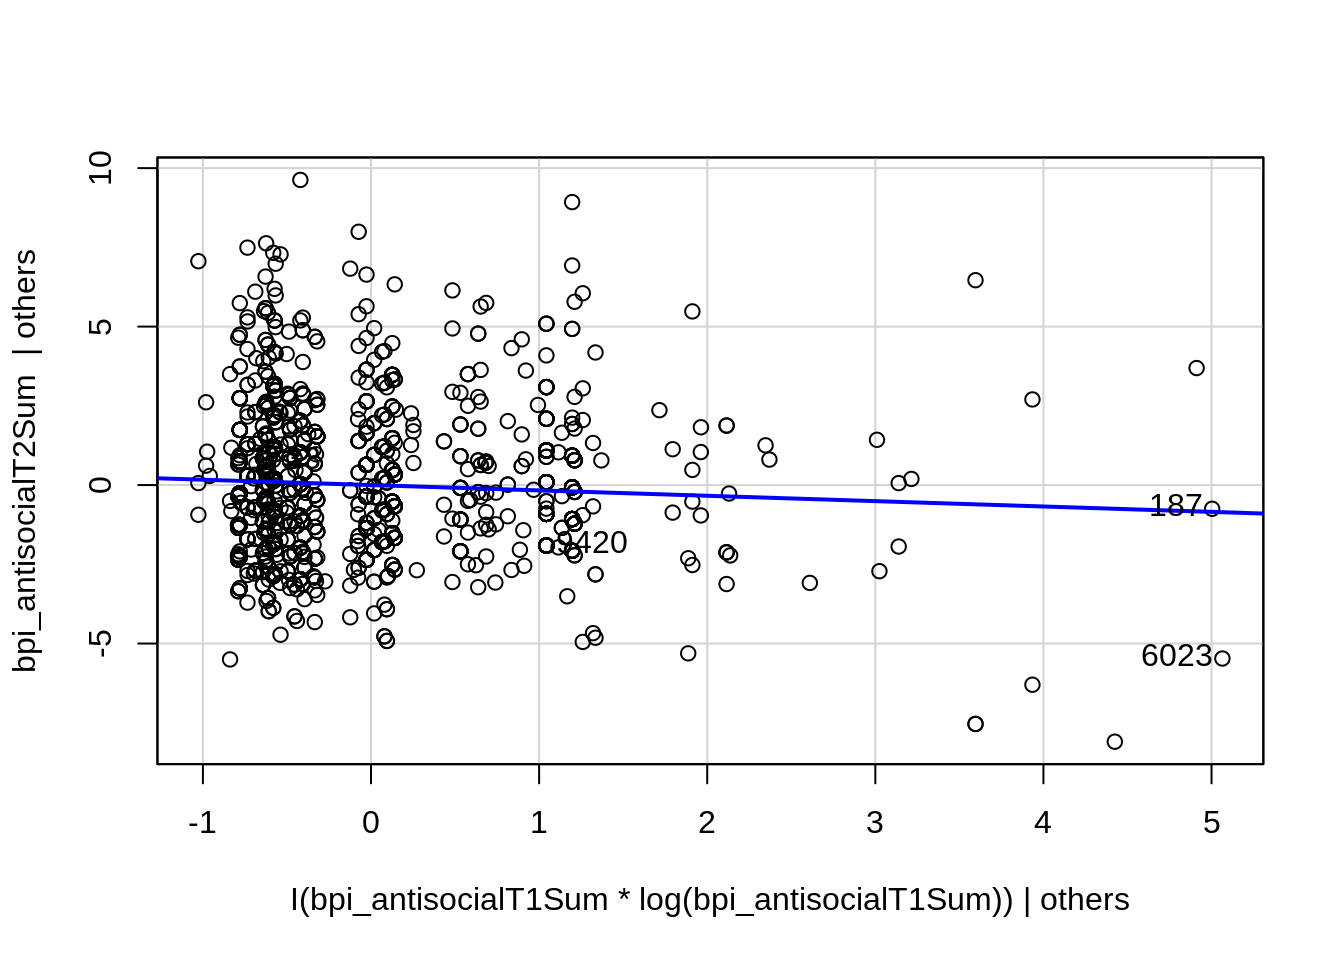 10
5
0
-5
bpi_antisocialT2Sum | others
187
420
6023
-1 0 1 2 3 4 5
I(bpi_antisocialT1Sum * log(bpi_antisocialT1Sum)) | others